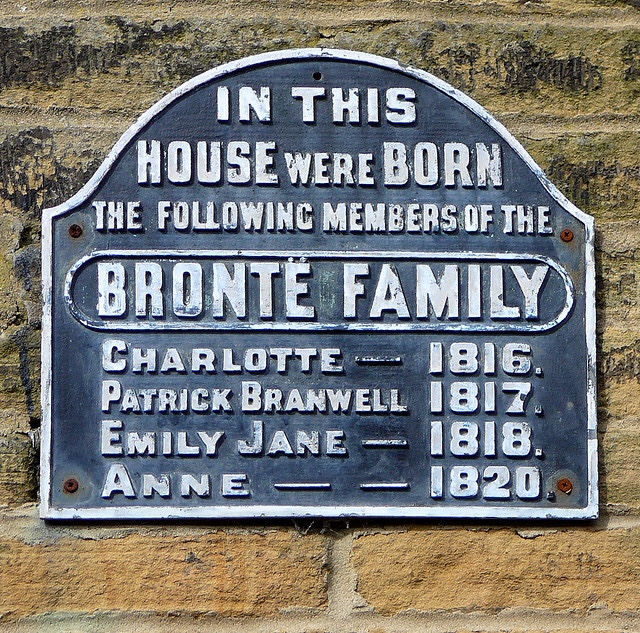 IN THIS
HOUSE WERE BORN
THE FOLLOWING MEMBERS OF THE
BRONTË FAMILY
CHARLOTTE — 1816.
PATRICK BRANWELL 1817.
EMILY JANE — 1818.
ANNE — — 1820.